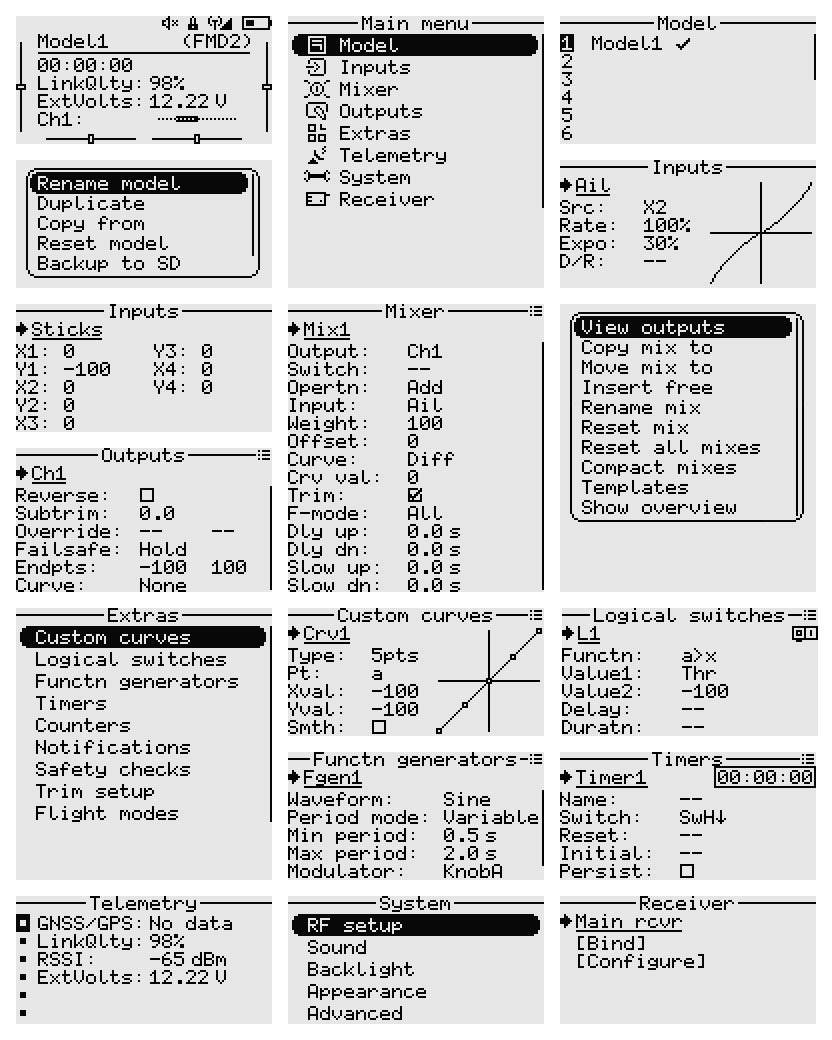 Model1 (FMD2)
00:00:00
LinkQlty: 98%
ExtVolts: 12.22 V
Ch1:
Main menu
Model
Inputs
Mixer
Outputs
Extras
Telemetry
System
Receiver
Model
1 Model1 ✓
2
3
4
5
6
Rename model
Duplicate
Copy from
Reset model
Backup to SD
Inputs
Ail
Src: X2
Rate: 100%
Expo: 30%
D/R: --
Inputs
Sticks
X1: 0 Y3: 0
Y1: -100 X4: 0
X2: 0 Y4: 0
Y2: 0
X3: 0
Mixer
Mix1
Output: Ch1
Switch: --
Opertn: Add
Input: Ail
Weight: 100
Offset: 0
Curve: Diff
Crv val: 0
Trim:
F-mode: All
Dly up: 0.0 s
Dly dn: 0.0 s
Slow up: 0.0 s
Slow dn: 0.0 s
View outputs
Copy mix to
Move mix to
Insert free
Rename mix
Reset mix
Reset all mixes
Compact mixes
Templates
Show overview
Outputs
Ch1
Reverse:
Subtrim: 0.0
Override: -- --
Failsafe: Hold
Endpts: -100 100
Curve: None
Extras
Custom curves
Logical switches
Functn generators
Timers
Counters
Notifications
Safety checks
Trim setup
Flight modes
Custom curves
Crv1
Type: 5pts
Pt: a
Xval: -100
Yval: -100
Smth:
Logical switches
L1
Functn: a>x
Value1: Thr
Value2: -100
Delay: --
Duratn: --
Functn generators
Fgen1
Waveform: Sine
Period mode: Variable
Min period: 0.5 s
Max period: 2.0 s
Modulator: KnobA
Timers
Timer1 00:00:00
Name: --
Switch: SwH↓
Reset: --
Initial: --
Persist:
Telemetry
GNSS/GPS: No data
LinkQlty: 98%
RSSI: -65 dBm
ExtVolts: 12.22 V
System
RF setup
Sound
Backlight
Appearance
Advanced
Receiver
Main rcvr
[Bind]
[Configure]